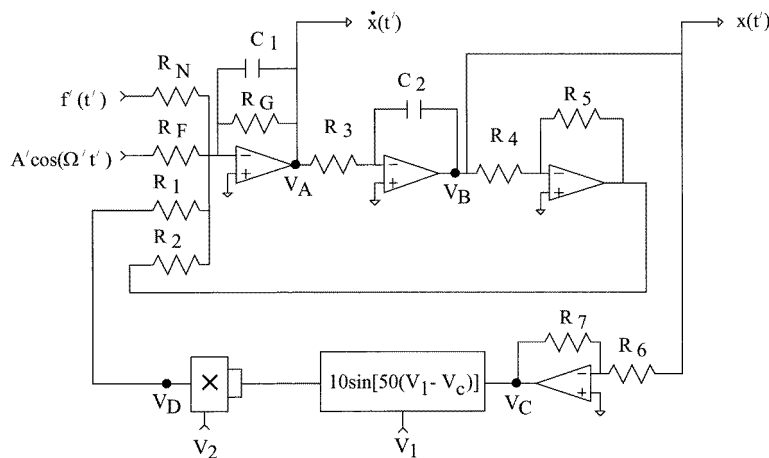 ẋ(t′)
x(t′)
C 1
R N
f′(t′)
R G
C 2
R 5
R F
R 3
R 4
A′cos(Ω′t′)
−
+
V A
−
+
V B
−
+
R 1
R 2
R 7
R 6
×
10sin[50(V1- Vc)]
−
+
V D
V C
V 2
V 1